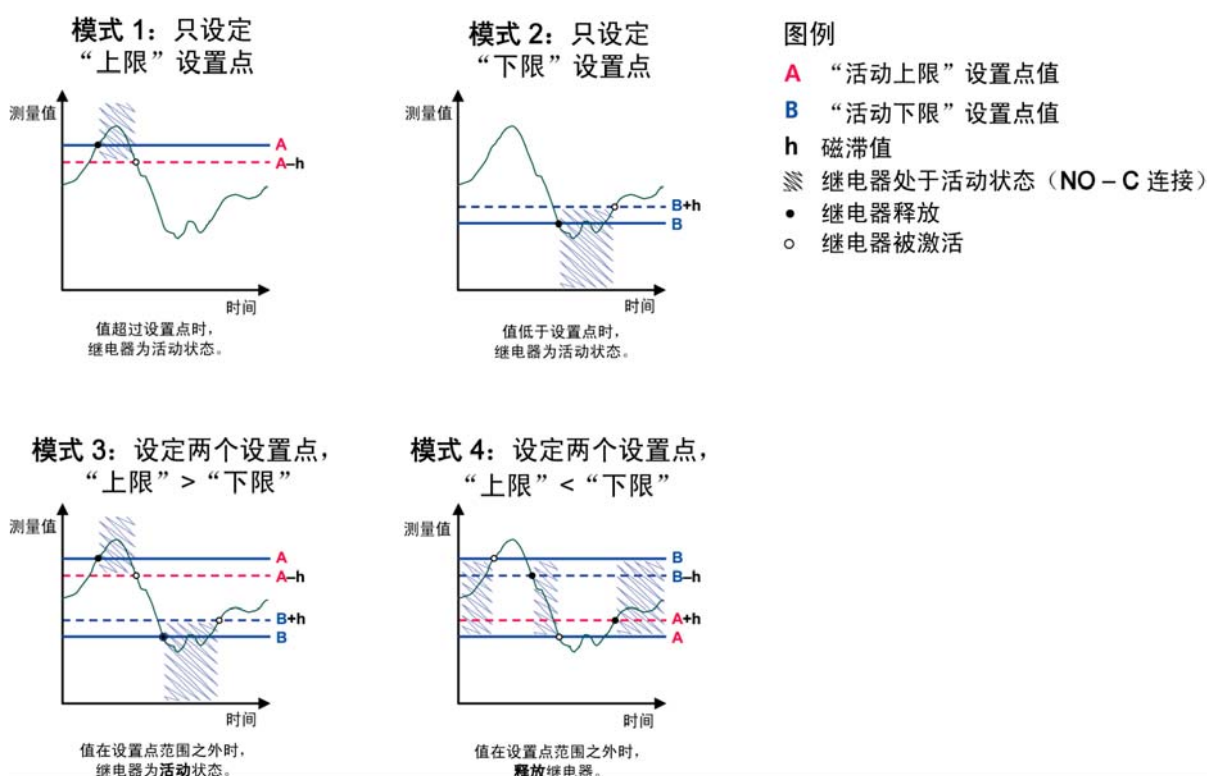 模式 1：只设定
“上限”设置点
测量值
A
A–h
时间
值超过设置点时，
继电器为活动状态。
模式 2：只设定
“下限”设置点
测量值
B+h
B
时间
值低于设置点时，
继电器为活动状态。
图例
A “活动上限”设置点值
B “活动下限”设置点值
h 磁滞值
继电器处于活动状态（NO – C 连接）
继电器释放
继电器被激活
模式 3：设定两个设置点，
“上限” > “下限”
测量值
A
A–h
B+h
B
时间
值在设置点范围之外时，
继电器为活动状态。
模式 4：设定两个设置点，
“上限” < “下限”
测量值
B
B–h
A+h
A
时间
值在设置点范围之外时，
释放继电器。